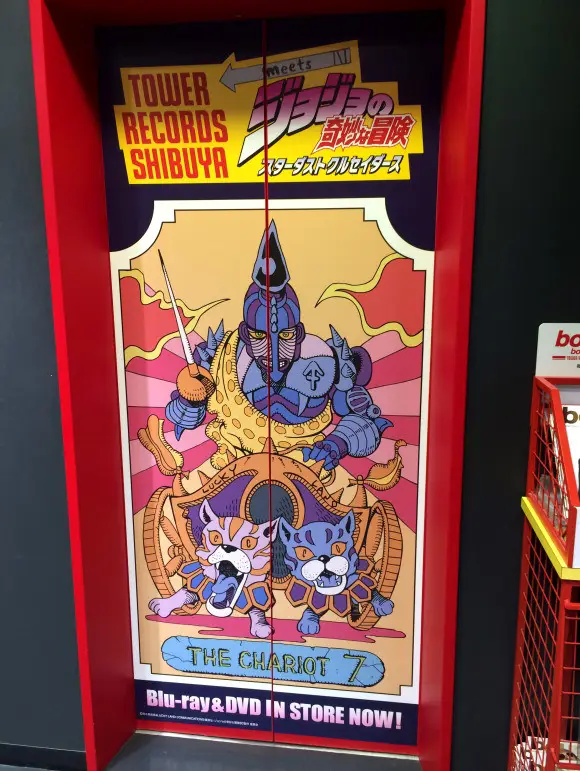 meets
TOWER
RECORDS
SHIBUYA
ジョジョの
奇妙な冒険
スターダストクルセイダース
THE CHARIOT 7
Blu-ray & DVD IN STORE NOW!
bo
b